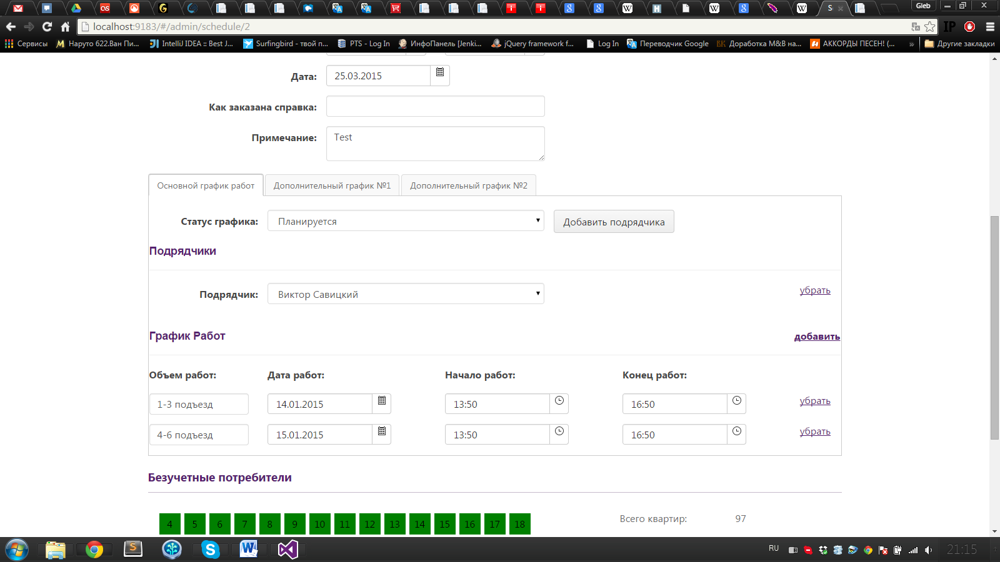 Gleb
localhost:9183/#/admin/schedule/2
Сервисы Наруто 622.Ван Пи... IntelliJ IDEA :: Best J... Surfingbird - твой п... PTS - Log In ИнфоПанель [Jenki... jQuery framework f... Log In Переводчик Google Доработка M&B на... АККОРДЫ ПЕСЕН! (... » Другие закладки
Дата: 25.03.2015
Как заказана справка:
Примечание: Test
Основной график работ Дополнительный график №1 Дополнительный график №2
Статус графика: Планируется Добавить подрядчика
Подрядчики
Подрядчик: Виктор Савицкий убрать
График Работ добавить
Объем работ: Дата работ: Начало работ: Конец работ:
1-3 подъезд 14.01.2015 13:50 16:50 убрать
4-6 подъезд 15.01.2015 13:50 16:50 убрать
Безучетные потребители
4 5 6 7 8 9 10 11 12 13 14 15 16 17 18 Всего квартир: 97
RU 21:15